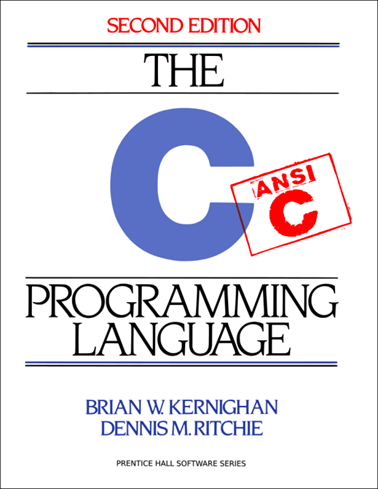 SECOND EDITION
THE
C
ANSI
C
PROGRAMMING
LANGUAGE
BRIAN W. KERNIGHAN
DENNIS M. RITCHIE
PRENTICE HALL SOFTWARE SERIES